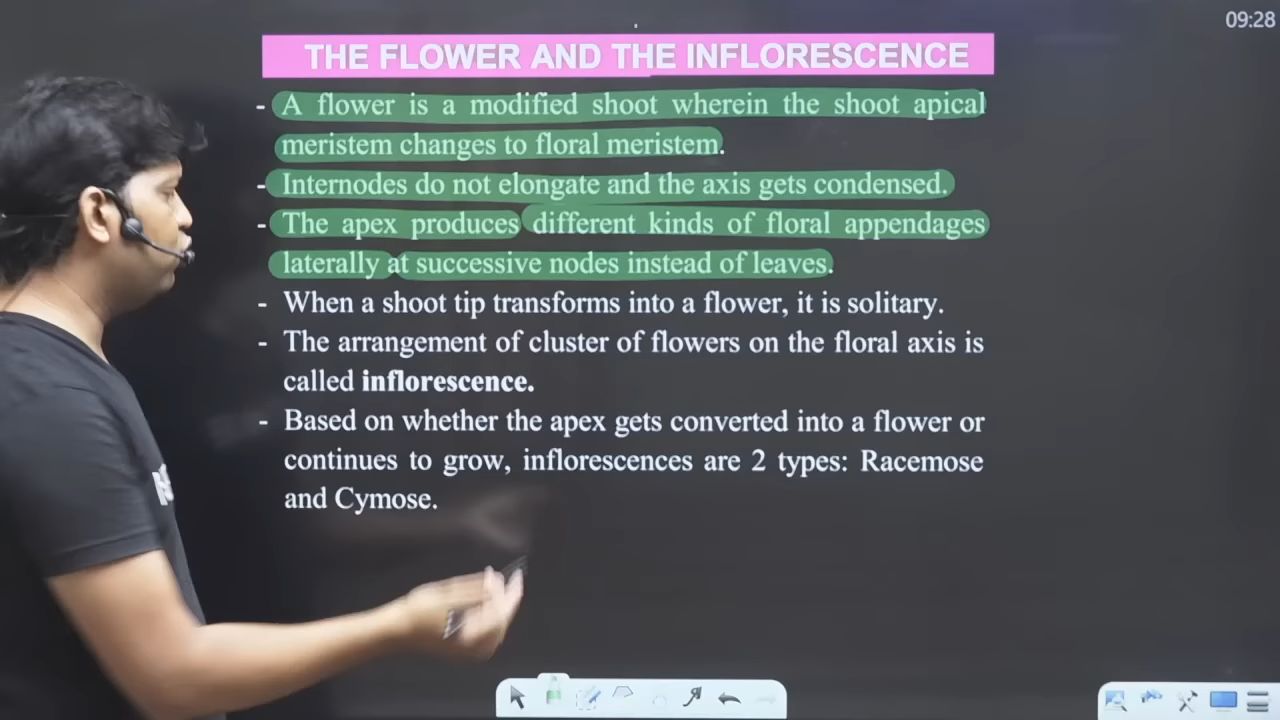 09:28
THE FLOWER AND THE INFLORESCENCE
- A flower is a modified shoot wherein the shoot apical
meristem changes to floral meristem.
- Internodes do not elongate and the axis gets condensed.
- The apex produces different kinds of floral appendages
laterally at successive nodes instead of leaves.
- When a shoot tip transforms into a flower, it is solitary.
- The arrangement of cluster of flowers on the floral axis is
called inflorescence.
- Based on whether the apex gets converted into a flower or
continues to grow, inflorescences are 2 types: Racemose
and Cymose.